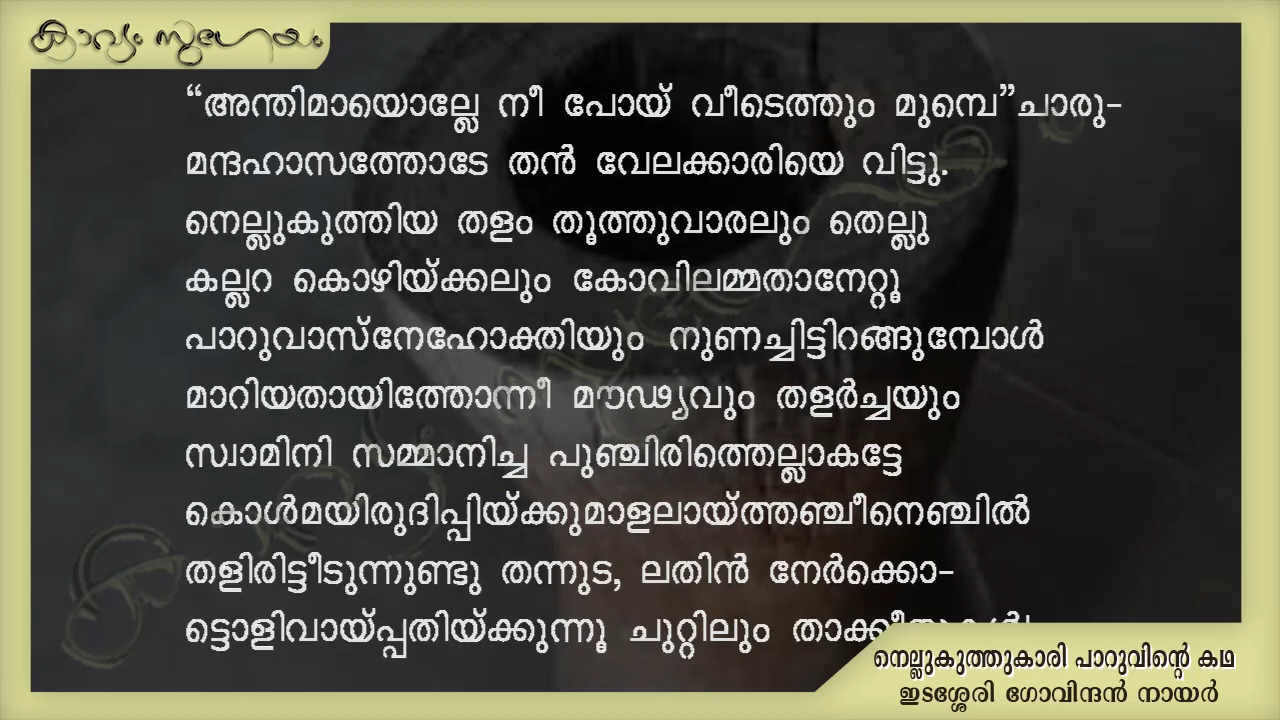 കാവ്യം സുഗേയം
“അന്തിമായൊല്ലേ നീ പോയ് വീടെത്തും മുമ്പെ”ചാരു-
മന്ദഹാസത്തോടേ തൻ വേലക്കാരിയെ വിട്ടു.
നെല്ലുകുത്തിയ തളം തൂത്തുവാരലും തെല്ലു
കല്ലറ കൊഴിയ്ക്കലും കോവിലമ്മതാനേറ്റൂ
പാറുവാസ്നേഹോക്തിയും നുണച്ചിട്ടിറങ്ങുമ്പോൾ
മാറിയതായിത്തോന്നീ മൗഢ്യവും തളർച്ചയും
സ്വാമിനി സമ്മാനിച്ച പുഞ്ചിരിത്തെല്ലാകട്ടേ
കൊൾമയിരുദിപ്പിയ്ക്കുമാളലായ്ത്തഞ്ചീനെഞ്ചിൽ
തളിരിട്ടീടുന്നുണ്ടു തന്നുട, ലതിൻ നേർക്കൊ-
ട്ടൊളിവായ്പ്പതിയ്ക്കുന്നൂ ചുറ്റിലും
നെല്ലുകുത്തുകാരി പാറുവിന്റെ കഥ
ഇടശ്ശേരി ഗോവിന്ദൻ നായർ